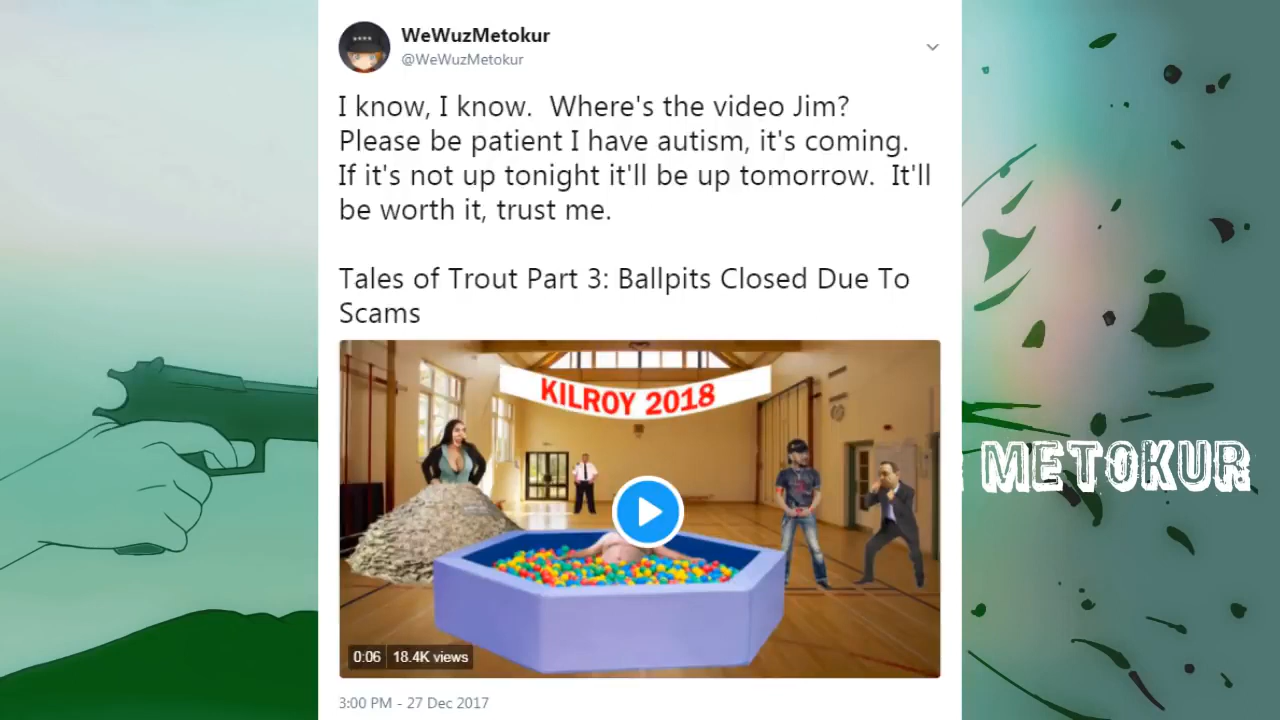 WeWuzMetokur
@WeWuzMetokur
I know, I know.  Where's the video Jim?
Please be patient I have autism, it's coming.
If it's not up tonight it'll be up tomorrow.  It'll
be worth it, trust me.
Tales of Trout Part 3: Ballpits Closed Due To
Scams
KILROY 2018
METOKUR
0:06 18.4K views
3:00 PM - 27 Dec 2017